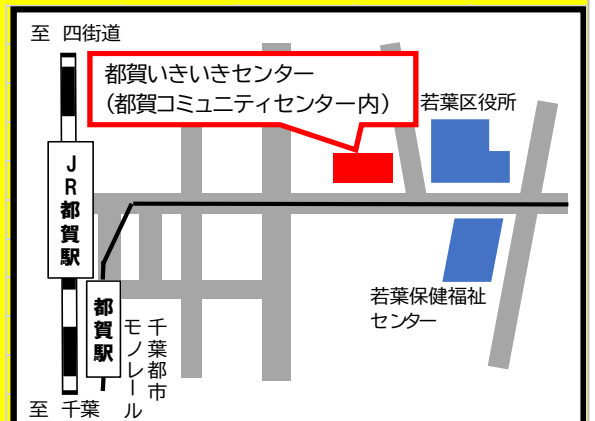 至 四街道
都賀いきいきセンター
（都賀コミュニティセンター内）
若葉区役所
JR都賀駅
都賀駅
千葉都市
モノレール
若葉保健福祉
センター
至 千葉